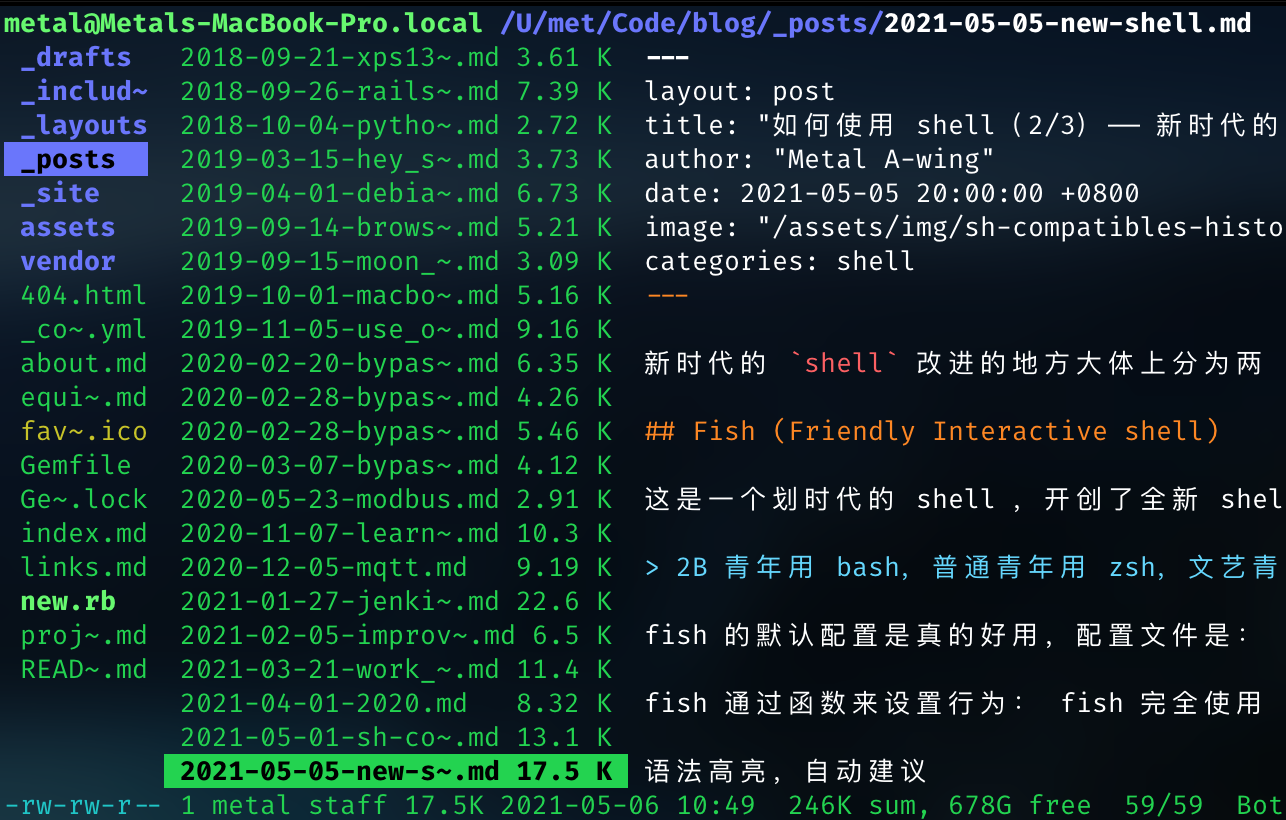 metal@Metals-MacBook-Pro.local /U/met/Code/blog/_posts/2021-05-05-new-shell.md
_drafts 2018-09-21-xps13~.md 3.61 K ---
_includ~ 2018-09-26-rails~.md 7.39 K layout: post
_layouts 2018-10-04-pytho~.md 2.72 K title: "如何使用 shell (2/3) —— 新时代的
_posts 2019-03-15-hey_s~.md 3.73 K author: "Metal A-wing"
_site 2019-04-01-debia~.md 6.73 K date: 2021-05-05 20:00:00 +0800
assets 2019-09-14-brows~.md 5.21 K image: "/assets/img/sh-compatibles-histo
vendor 2019-09-15-moon_~.md 3.09 K categories: shell
404.html 2019-10-01-macbo~.md 5.16 K ---
_co~.yml 2019-11-05-use_o~.md 9.16 K
about.md 2020-02-20-bypas~.md 6.35 K 新时代的 `shell` 改进的地方大体上分为两
equi~.md 2020-02-28-bypas~.md 4.26 K
fav~.ico 2020-02-28-bypas~.md 5.46 K ## Fish (Friendly Interactive shell)
Gemfile 2020-03-07-bypas~.md 4.12 K
Ge~.lock 2020-05-23-modbus.md 2.91 K 这是一个划时代的 shell ，开创了全新 shel
index.md 2020-11-07-learn~.md 10.3 K
links.md 2020-12-05-mqtt.md 9.19 K > 2B 青年用 bash，普通青年用 zsh，文艺青
new.rb 2021-01-27-jenki~.md 22.6 K
proj~.md 2021-02-05-improv~.md 6.5 K fish 的默认配置是真的好用，配置文件是：
READ~.md 2021-03-21-work_~.md 11.4 K
2021-04-01-2020.md 8.32 K fish 通过函数来设置行为： fish 完全使用
2021-05-01-sh-co~.md 13.1 K
2021-05-05-new-s~.md 17.5 K 语法高亮，自动建议
-rw-rw-r-- 1 metal staff 17.5K 2021-05-06 10:49 246K sum, 678G free 59/59 Bot